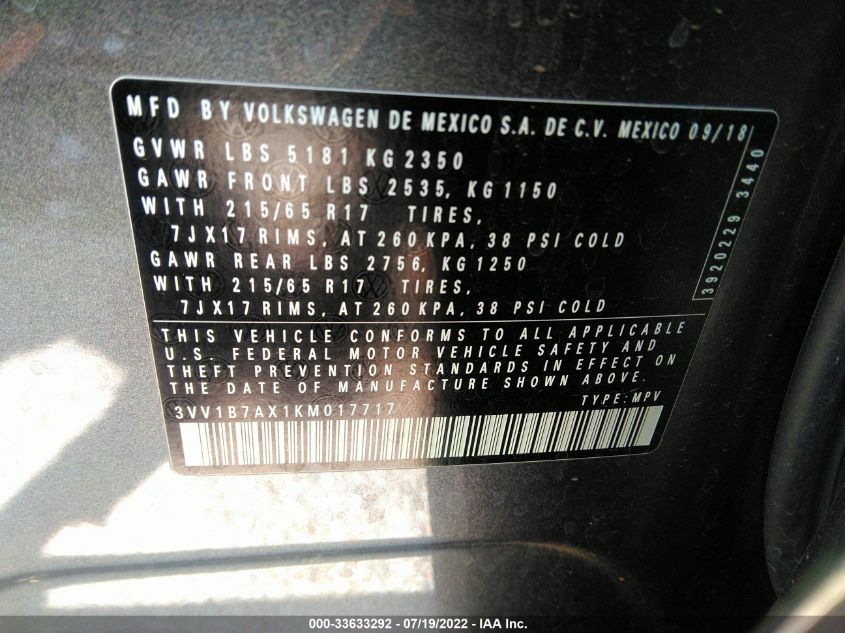 MFD BY VOLKSWAGEN DE MEXICO S.A. DE C.V. MEXICO 09/18
GVWR LBS 5181 KG 2350
GAWR FRONT LBS 2535, KG 1150
WITH 215/65 R17 TIRES,
7JX17 RIMS, AT 260 KPA, 38 PSI COLD
GAWR REAR LBS 2756, KG 1250
WITH 215/65 R17 TIRES,
7JX17 RIMS, AT 260 KPA, 38 PSI COLD
3920229 3440
THIS VEHICLE CONFORMS TO ALL APPLICABLE
U.S. FEDERAL MOTOR VEHICLE SAFETY AND
THEFT PREVENTION STANDARDS IN EFFECT ON
THE DATE OF MANUFACTURE SHOWN ABOVE.
3VV1B7AX1KM017717 TYPE: MPV
000-33633292 - 07/19/2022 - IAA Inc.